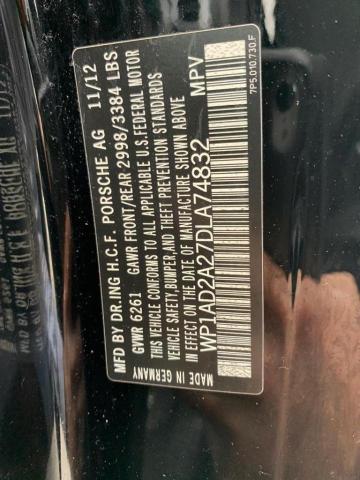 MFD BY DR.ING H.C.F. PORSCHE AG 11/12
GVWR 6261 GAWR FRONT/REAR 2998/3384 LBS
THIS VEHICLE CONFORMS TO ALL APPLICABLE U.S.FEDERAL MOTOR
VEHICLE SAFETY,BUMPER,AND THEFT PREVENTION STANDARDS
IN EFFECT ON THE DATE OF MANUFACTURE SHOWN ABOVE
WP1AD2A27DLA74832 MPV
MADE IN GERMANY
7P5.010.730.F